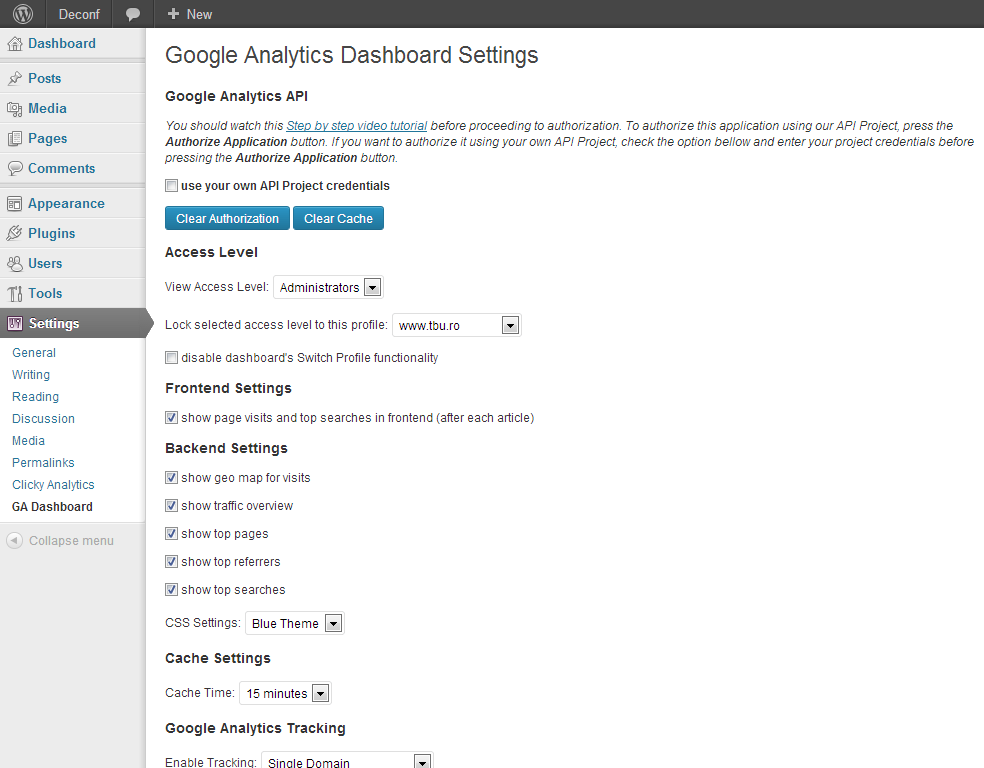 Deconf
New
Dashboard
Posts
Media
Pages
Comments
Appearance
Plugins
Users
Tools
Settings
General
Writing
Reading
Discussion
Media
Permalinks
Clicky Analytics
GA Dashboard
Collapse menu
Google Analytics Dashboard Settings
Google Analytics API
You should watch this Step by step video tutorial before proceeding to authorization. To authorize this application using our API Project, press the
Authorize Application button. If you want to authorize it using your own API Project, check the option bellow and enter your project credentials before
pressing the Authorize Application button.
use your own API Project credentials
Clear Authorization Clear Cache
Access Level
View Access Level: Administrators
Lock selected access level to this profile: www.tbu.ro
disable dashboard's Switch Profile functionality
Frontend Settings
show page visits and top searches in frontend (after each article)
Backend Settings
show geo map for visits
show traffic overview
show top pages
show top referrers
show top searches
CSS Settings: Blue Theme
Cache Settings
Cache Time: 15 minutes
Google Analytics Tracking
Enable Tracking: Single Domain